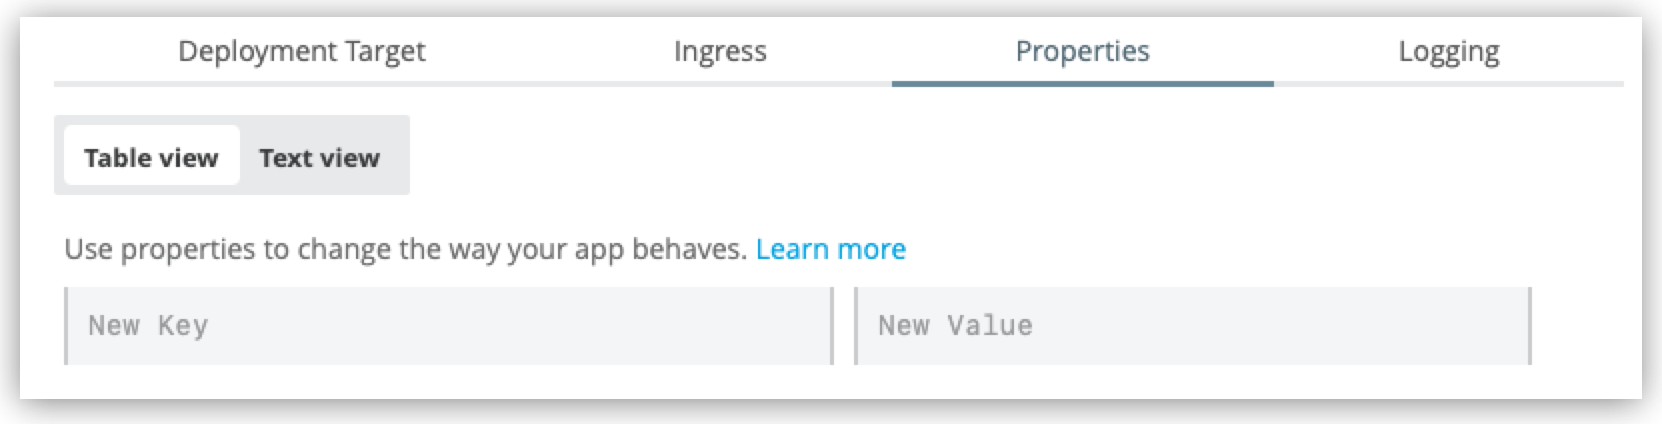 Deployment Target Ingress Properties Logging
Table view Text view
Use properties to change the way your app behaves. Learn more
New Key New Value